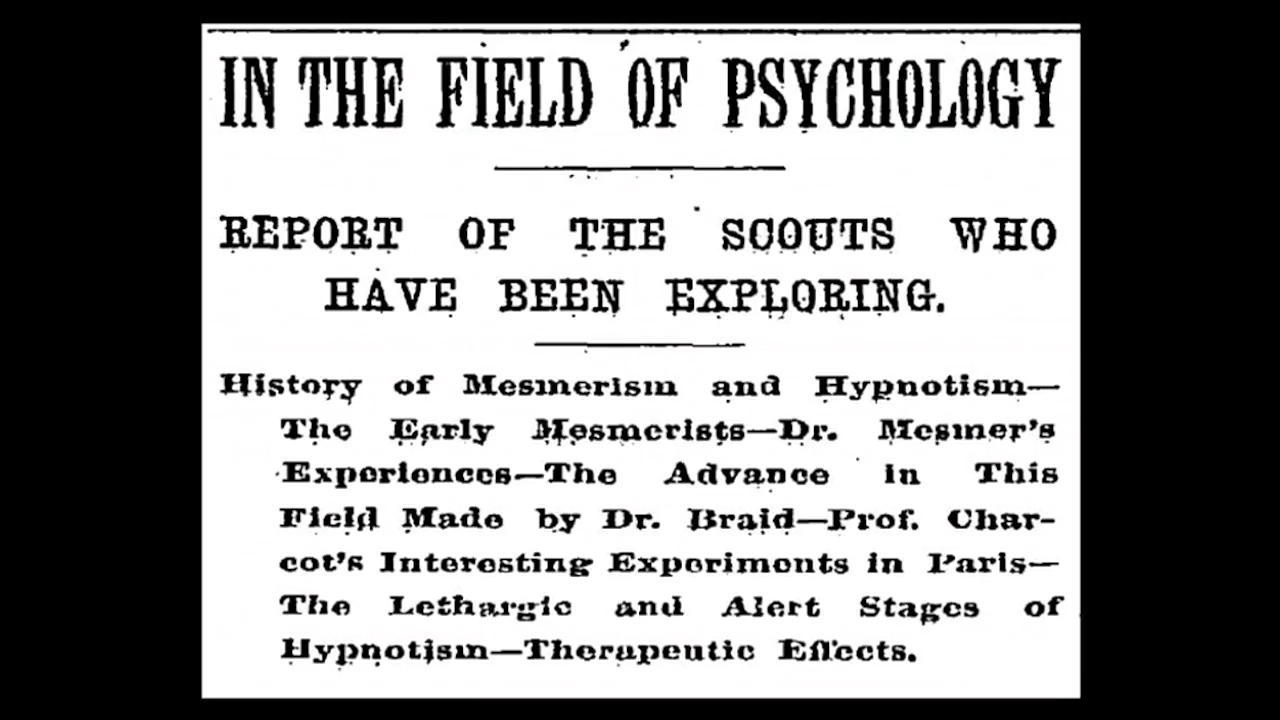 IN THE FIELD OF PSYCHOLOGY
REPORT OF THE SCOUTS WHO
HAVE BEEN EXPLORING.
History of Mesmerism and Hypnotism—
The Early Mesmerists—Dr. Mesmer's
Experiences—The Advance in This
Field Made by Dr. Braid—Prof. Char-
cot's Interesting Experiments in Paris—
The Lethargic and Alert Stages of
Hypnotism—Therapeutic Effects.